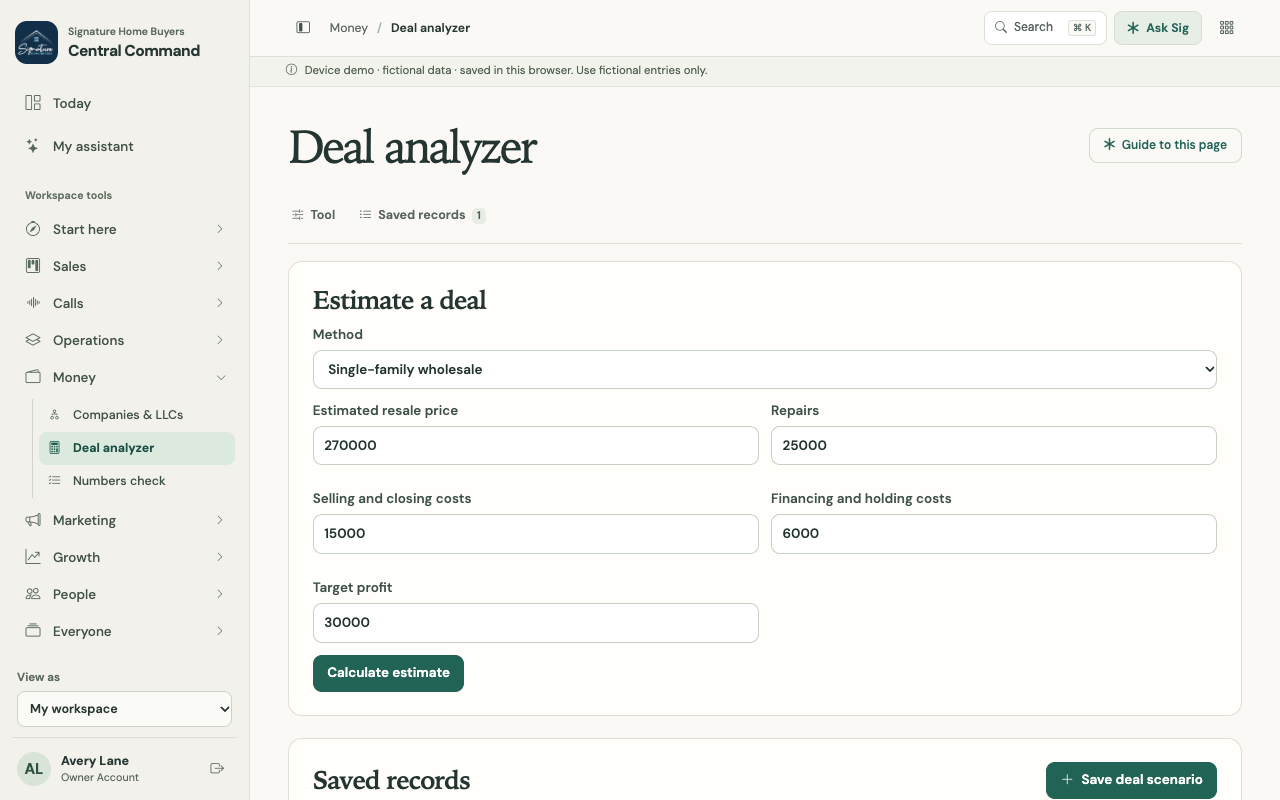 Signature Home Buyers
Central Command
Signature
Today
My assistant
Workspace tools
Start here
Sales
Calls
Operations
Money
Companies & LLCs
Deal analyzer
Numbers check
Marketing
Growth
People
Everyone
View as
My workspace
AL
Avery Lane
Owner Account
Money / Deal analyzer
Search ⌘ K
Ask Sig
Device demo · fictional data · saved in this browser. Use fictional entries only.
Deal analyzer
Guide to this page
Tool
Saved records 1
Estimate a deal
Method
Single-family wholesale
Estimated resale price
270000
Repairs
25000
Selling and closing costs
15000
Financing and holding costs
6000
Target profit
30000
Calculate estimate
Saved records
Save deal scenario